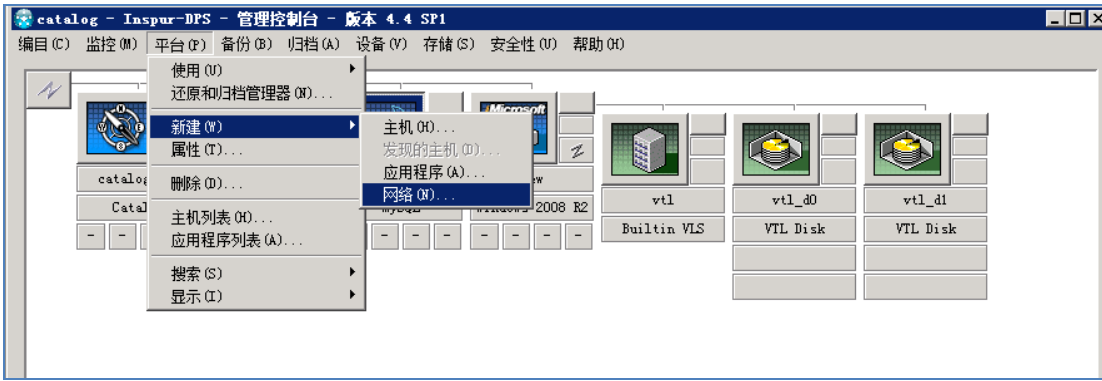 catalog - Inspur-DPS - 管理控制台 - 版本 4.4 SP1
编目(C) 监控(M) 平台(P) 备份(B) 归档(A) 设备(V) 存储(S) 安全性(U) 帮助(H)
使用(U)
还原和归档管理器(N)...
新建(W)
属性(T)...
删除(D)...
主机列表(H)...
应用程序列表(A)...
搜索(S)
显示(I)
主机(H)...
发现的主机(D)...
应用程序(A)...
网络(N)...
Microsoft
catalog
Catal
2008 R2
- - - - - - - - - -
vtl
Builtin VLS
vtl_d0
VTL Disk
vtl_d1
VTL Disk